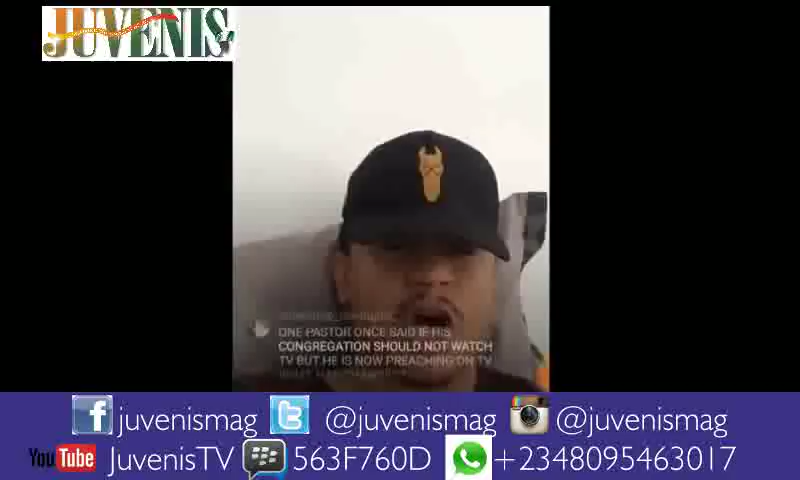 JUVENIS
ONE PASTOR ONCE SAID IF HIS
CONGREGATION SHOULD NOT WATCH
TV BUT HE IS NOW PREACHING ON TV
juvenismag @juvenismag @juvenismag
YouTube JuvenisTV 563F760D +2348095463017